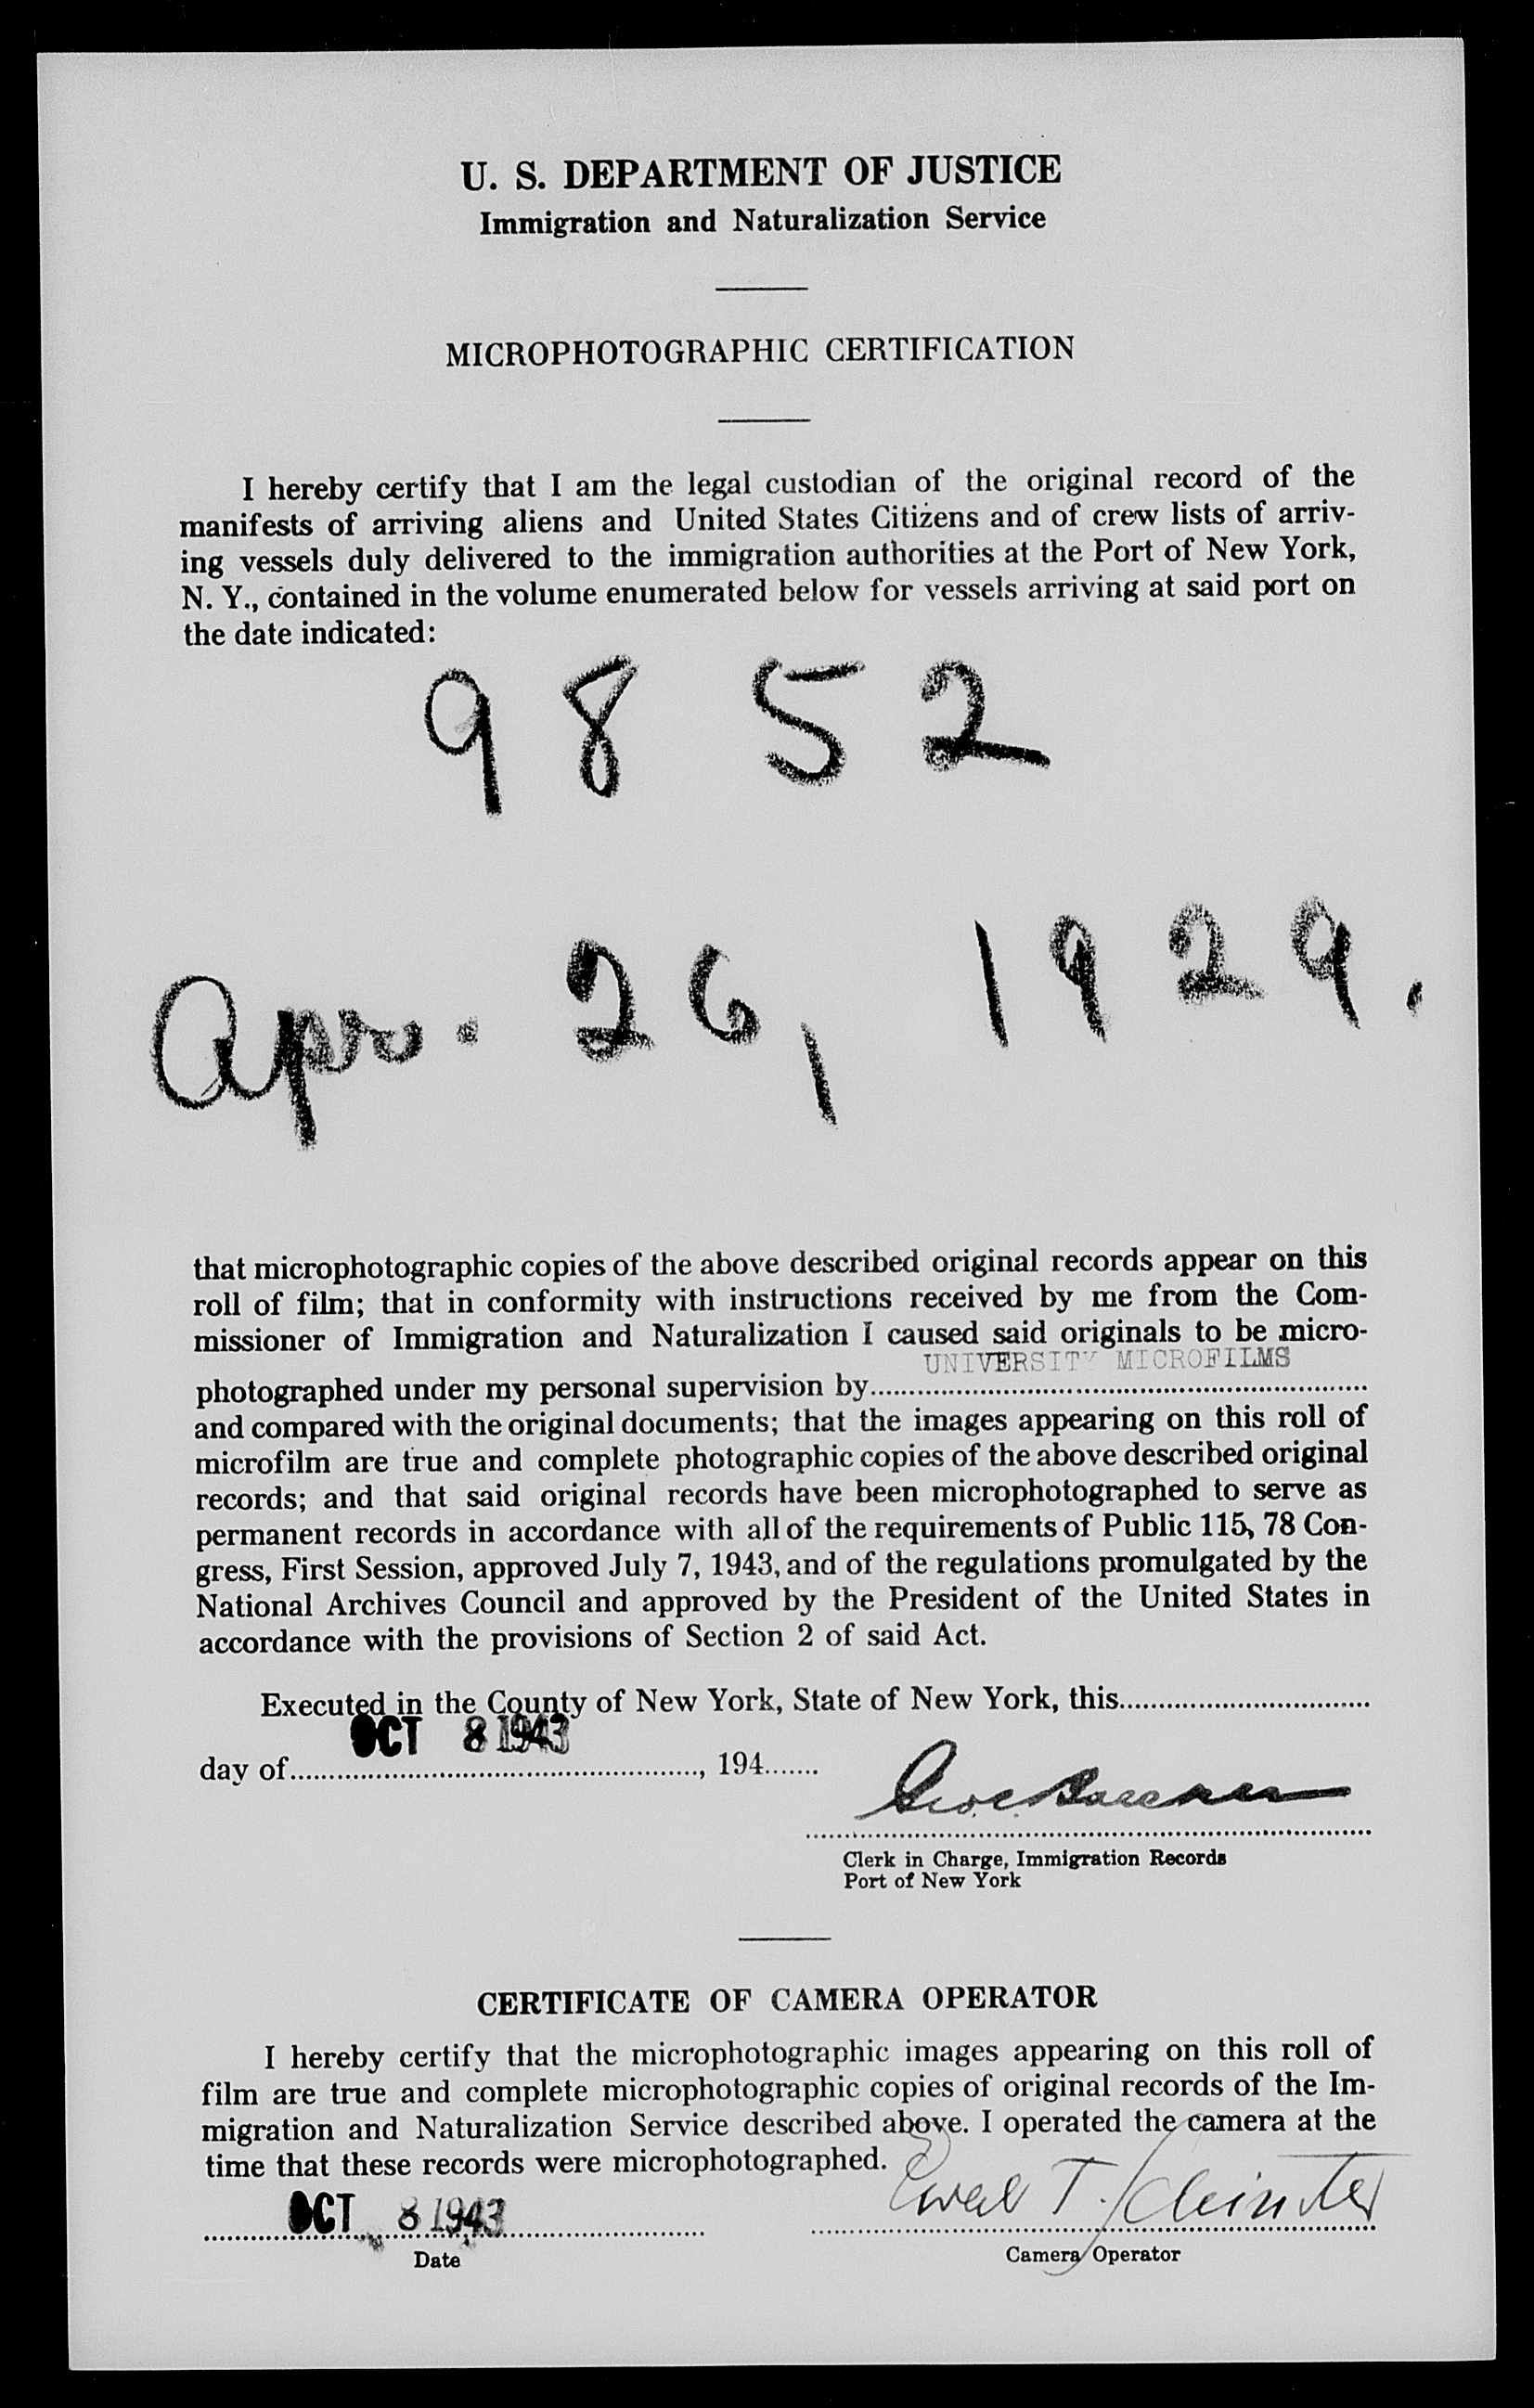 U. S. DEPARTMENT OF JUSTICE
Immigration and Naturalization Service
MICROPHOTOGRAPHIC CERTIFICATION
I hereby certify that I am the legal custodian of the original record of the
manifests of arriving aliens and United States Citizens and of crew lists of arriv-
ing vessels duly delivered to the immigration authorities at the Port of New York,
N. Y., contained in the volume enumerated below for vessels arriving at said port on
the date indicated:
9852
Apr. 26, 1929.
that microphotographic copies of the above described original records appear on this
roll of film; that in conformity with instructions received by me from the Com-
missioner of Immigration and Naturalization I caused said originals to be micro-
UNIVERSITY MICROFILMS
photographed under my personal supervision by
and compared with the original documents; that the images appearing on this roll of
microfilm are true and complete photographic copies of the above described original
records; and that said original records have been microphotographed to serve as
permanent records in accordance with all of the requirements of Public 115, 78 Con-
gress, First Session, approved July 7, 1943, and of the regulations promulgated by the
National Archives Council and approved by the President of the United States in
accordance with the provisions of Section 2 of said Act.
Executed in the County of New York, State of New York, this
OCT 8 1943
day of, 194
Clerk in Charge, Immigration Records
Port of New York
CERTIFICATE OF CAMERA OPERATOR
I hereby certify that the microphotographic images appearing on this roll of
film are true and complete microphotographic copies of original records of the Im-
migration and Naturalization Service described above. I operated the camera at the
time that these records were microphotographed.
OCT 8 1943
T.
Date
Camera Operator